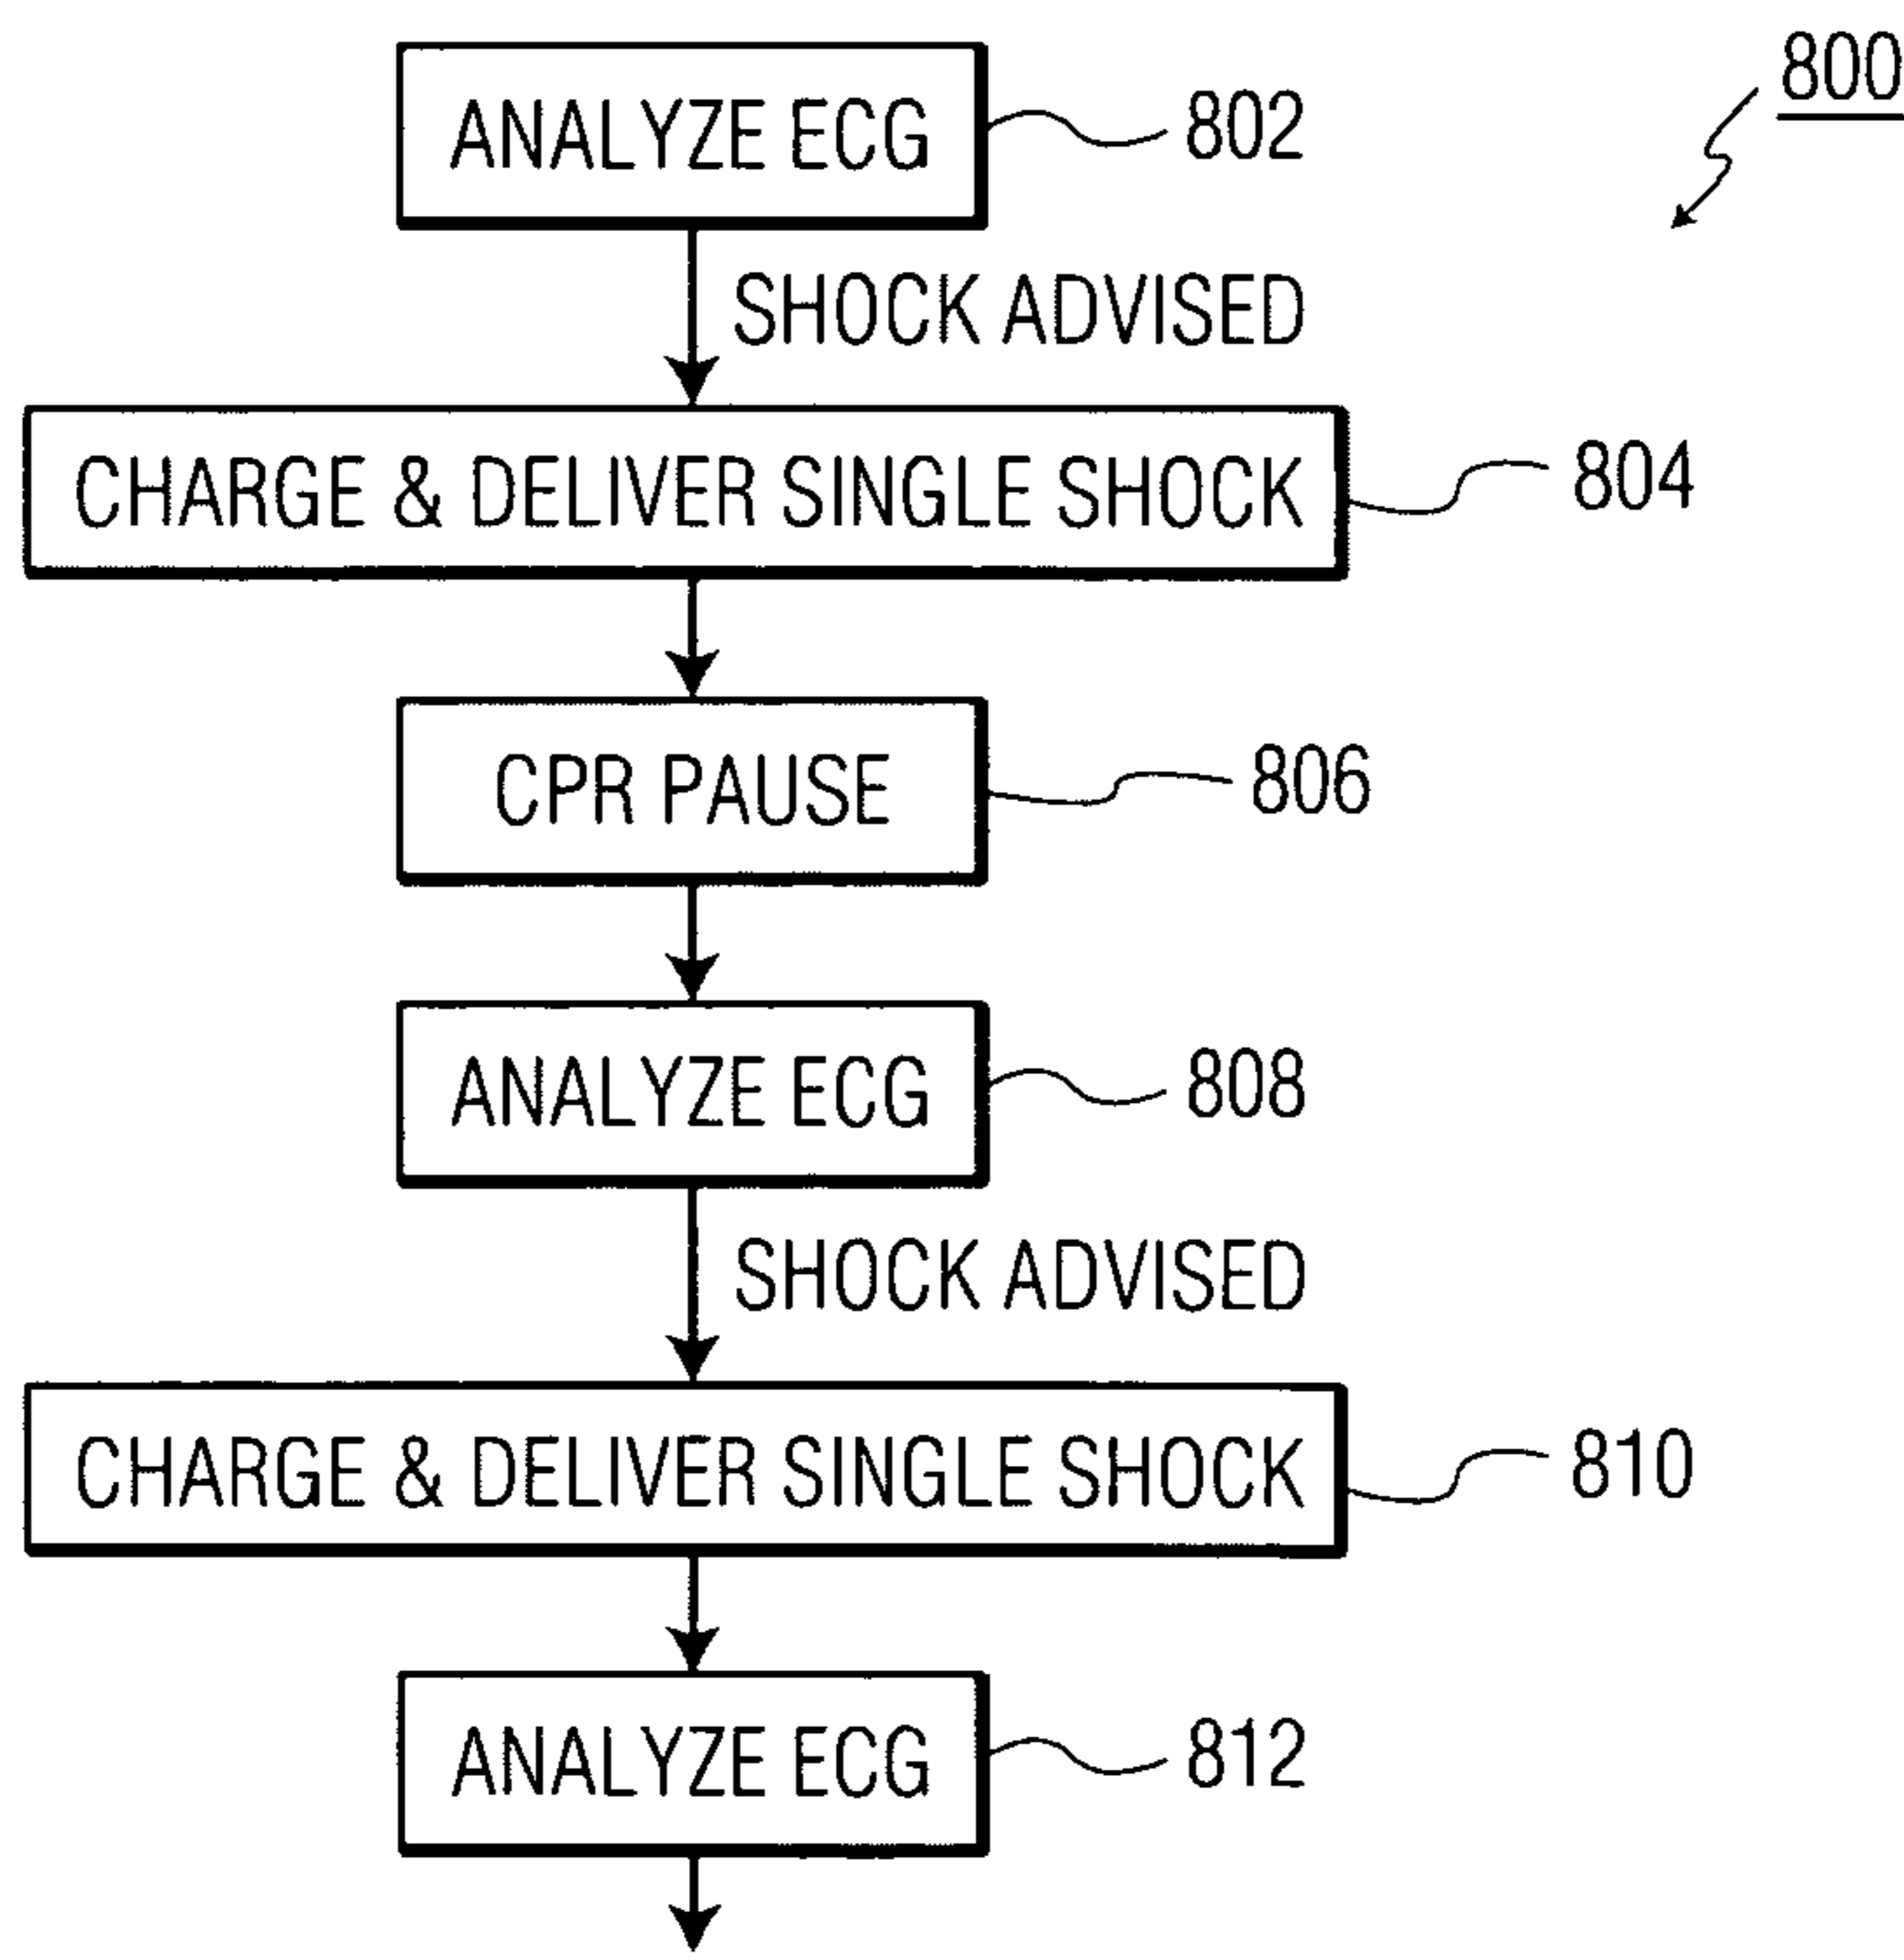 800
ANALYZE ECG
802
SHOCK ADVISED
CHARGE & DELIVER SINGLE SHOCK
804
CPR PAUSE
806
ANALYZE ECG
808
SHOCK ADVISED
CHARGE & DELIVER SINGLE SHOCK
810
ANALYZE ECG
812